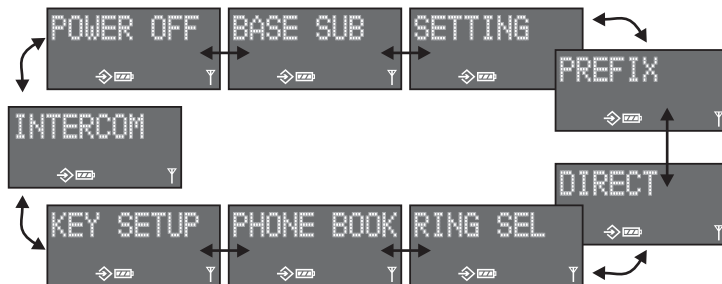 POWER OFF
BASE SUB
SETTING
PREFIX
INTERCOM
DIRECT
KEY SETUP
PHONE BOOK
RING SEL